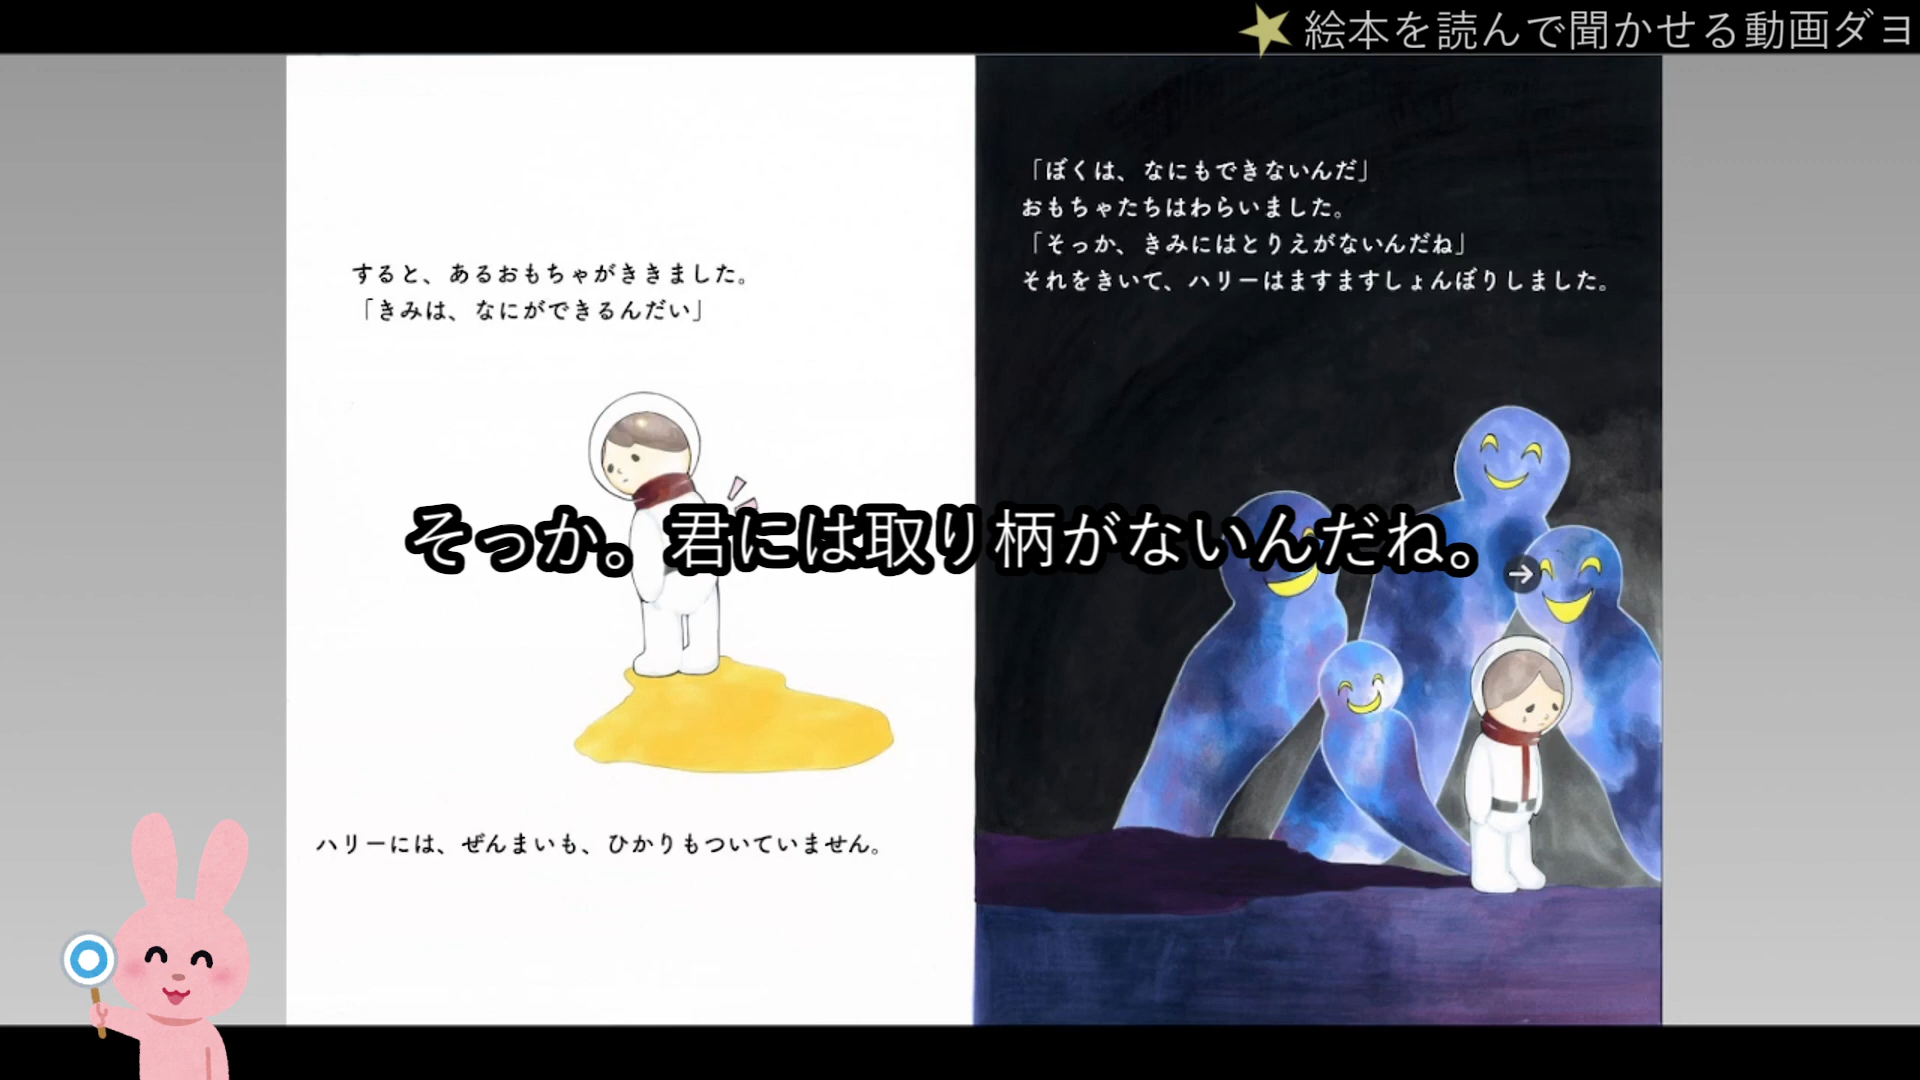 ★絵本を読んで聞かせる動画ダヨ
すると、あるおもちゃがききました。
「きみは、なにができるんだい」
ハリーには、ぜんまいも、ひかりもついていません。
「ぼくは、なにもできないんだ」
おもちゃたちはわらいました。
「そっか、きみにはとりえがないんだね」
それをきいて、ハリーはますますしょんぼりしました。
そっか。君には取り柄がないんだね。